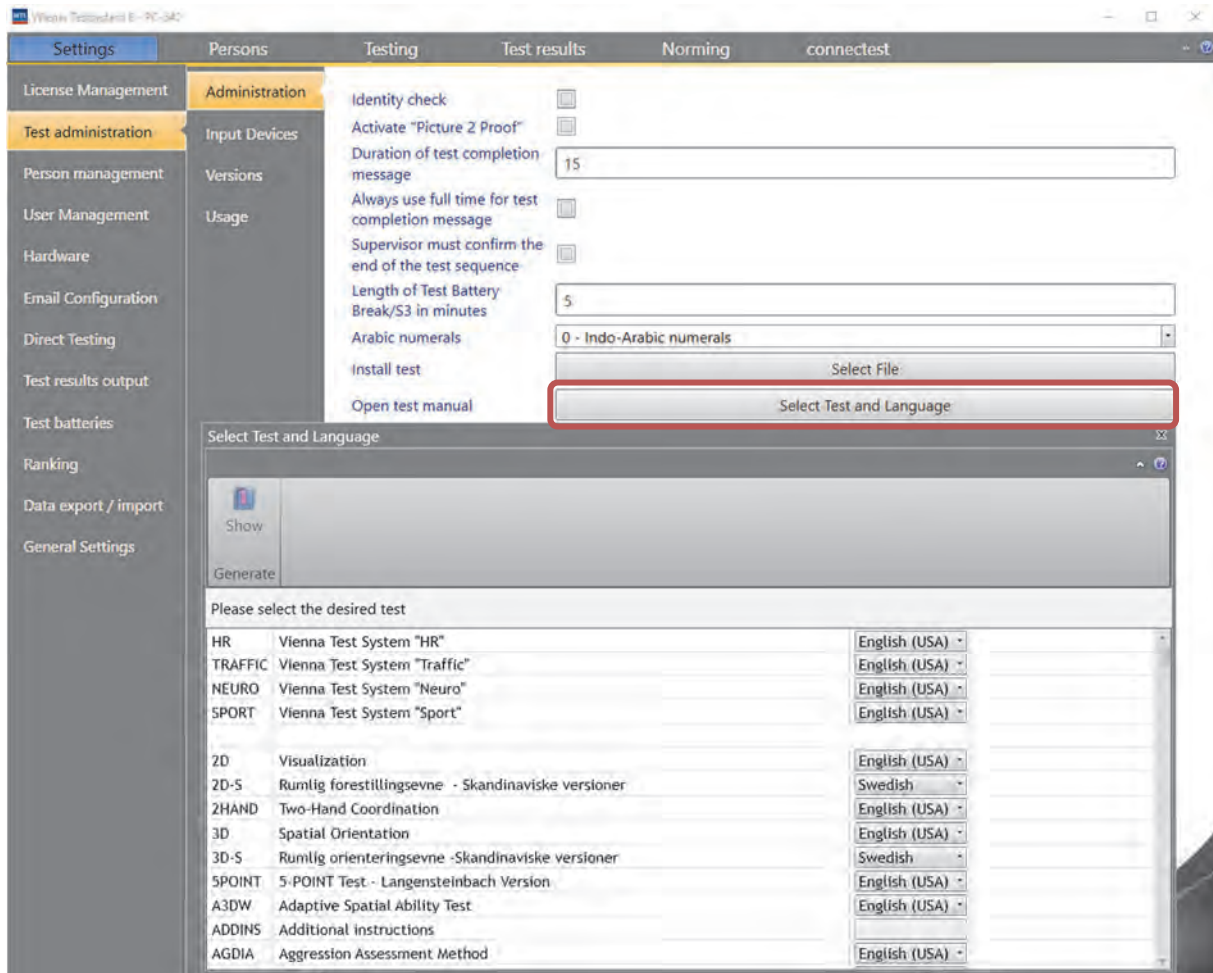 Settings Persons Testing Test results Norming connectest
License Management
Test administration
Person management
User Management
Hardware
Email Configuration
Direct Testing
Test results output
Test batteries
Ranking
Data export / import
General Settings
Administration
Input Devices
Versions
Usage
Identity check
Activate "Picture 2 Proof"
Duration of test completion
message
15
Always use full time for test
completion message
Supervisor must confirm the
end of the test sequence
Length of Test Battery
Break/S3 in minutes
5
Arabic numerals 0 - Indo-Arabic numerals
Install test Select File
Open test manual Select Test and Language
Select Test and Language
Show
Generate
Please select the desired test
HR Vienna Test System "HR" English (USA)
TRAFFIC Vienna Test System "Traffic" English (USA)
NEURO Vienna Test System "Neuro" English (USA)
SPORT Vienna Test System "Sport" English (USA)
2D Visualization English (USA)
2D-S Rumlig forestillingsevne - Skandinaviske versioner Swedish
2HAND Two-Hand Coordination English (USA)
3D Spatial Orientation English (USA)
3D-S Rumlig orienteringsevne -Skandinaviske versioner Swedish
5POINT 5-POINT Test - Langensteinbach Version English (USA)
A3DW Adaptive Spatial Ability Test English (USA)
ADDINS Additional instructions
AGDIA Aggression Assessment Method English (USA)